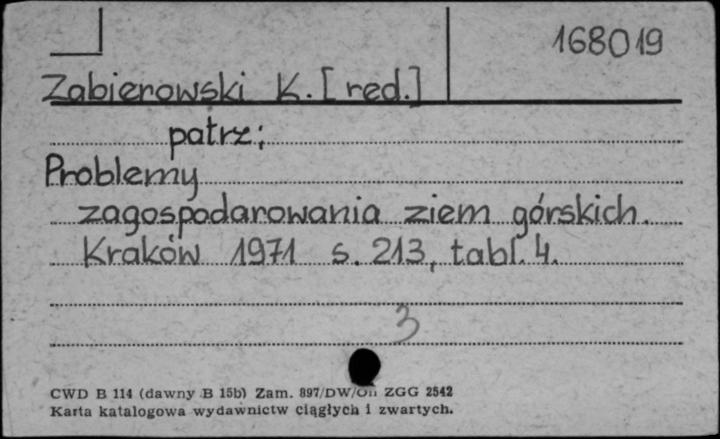 168019
Zabierowski K. [red.]
patrz:
Problemy
zagospodarowania ziem górskich.
Kraków 1971 s. 213, tabl. 4.
3
CWD B 114 (dawny B 15b) Zam. 897/DW/On ZGG 2542
Karta katalogowa wydawnictw ciągłych i zwartych.